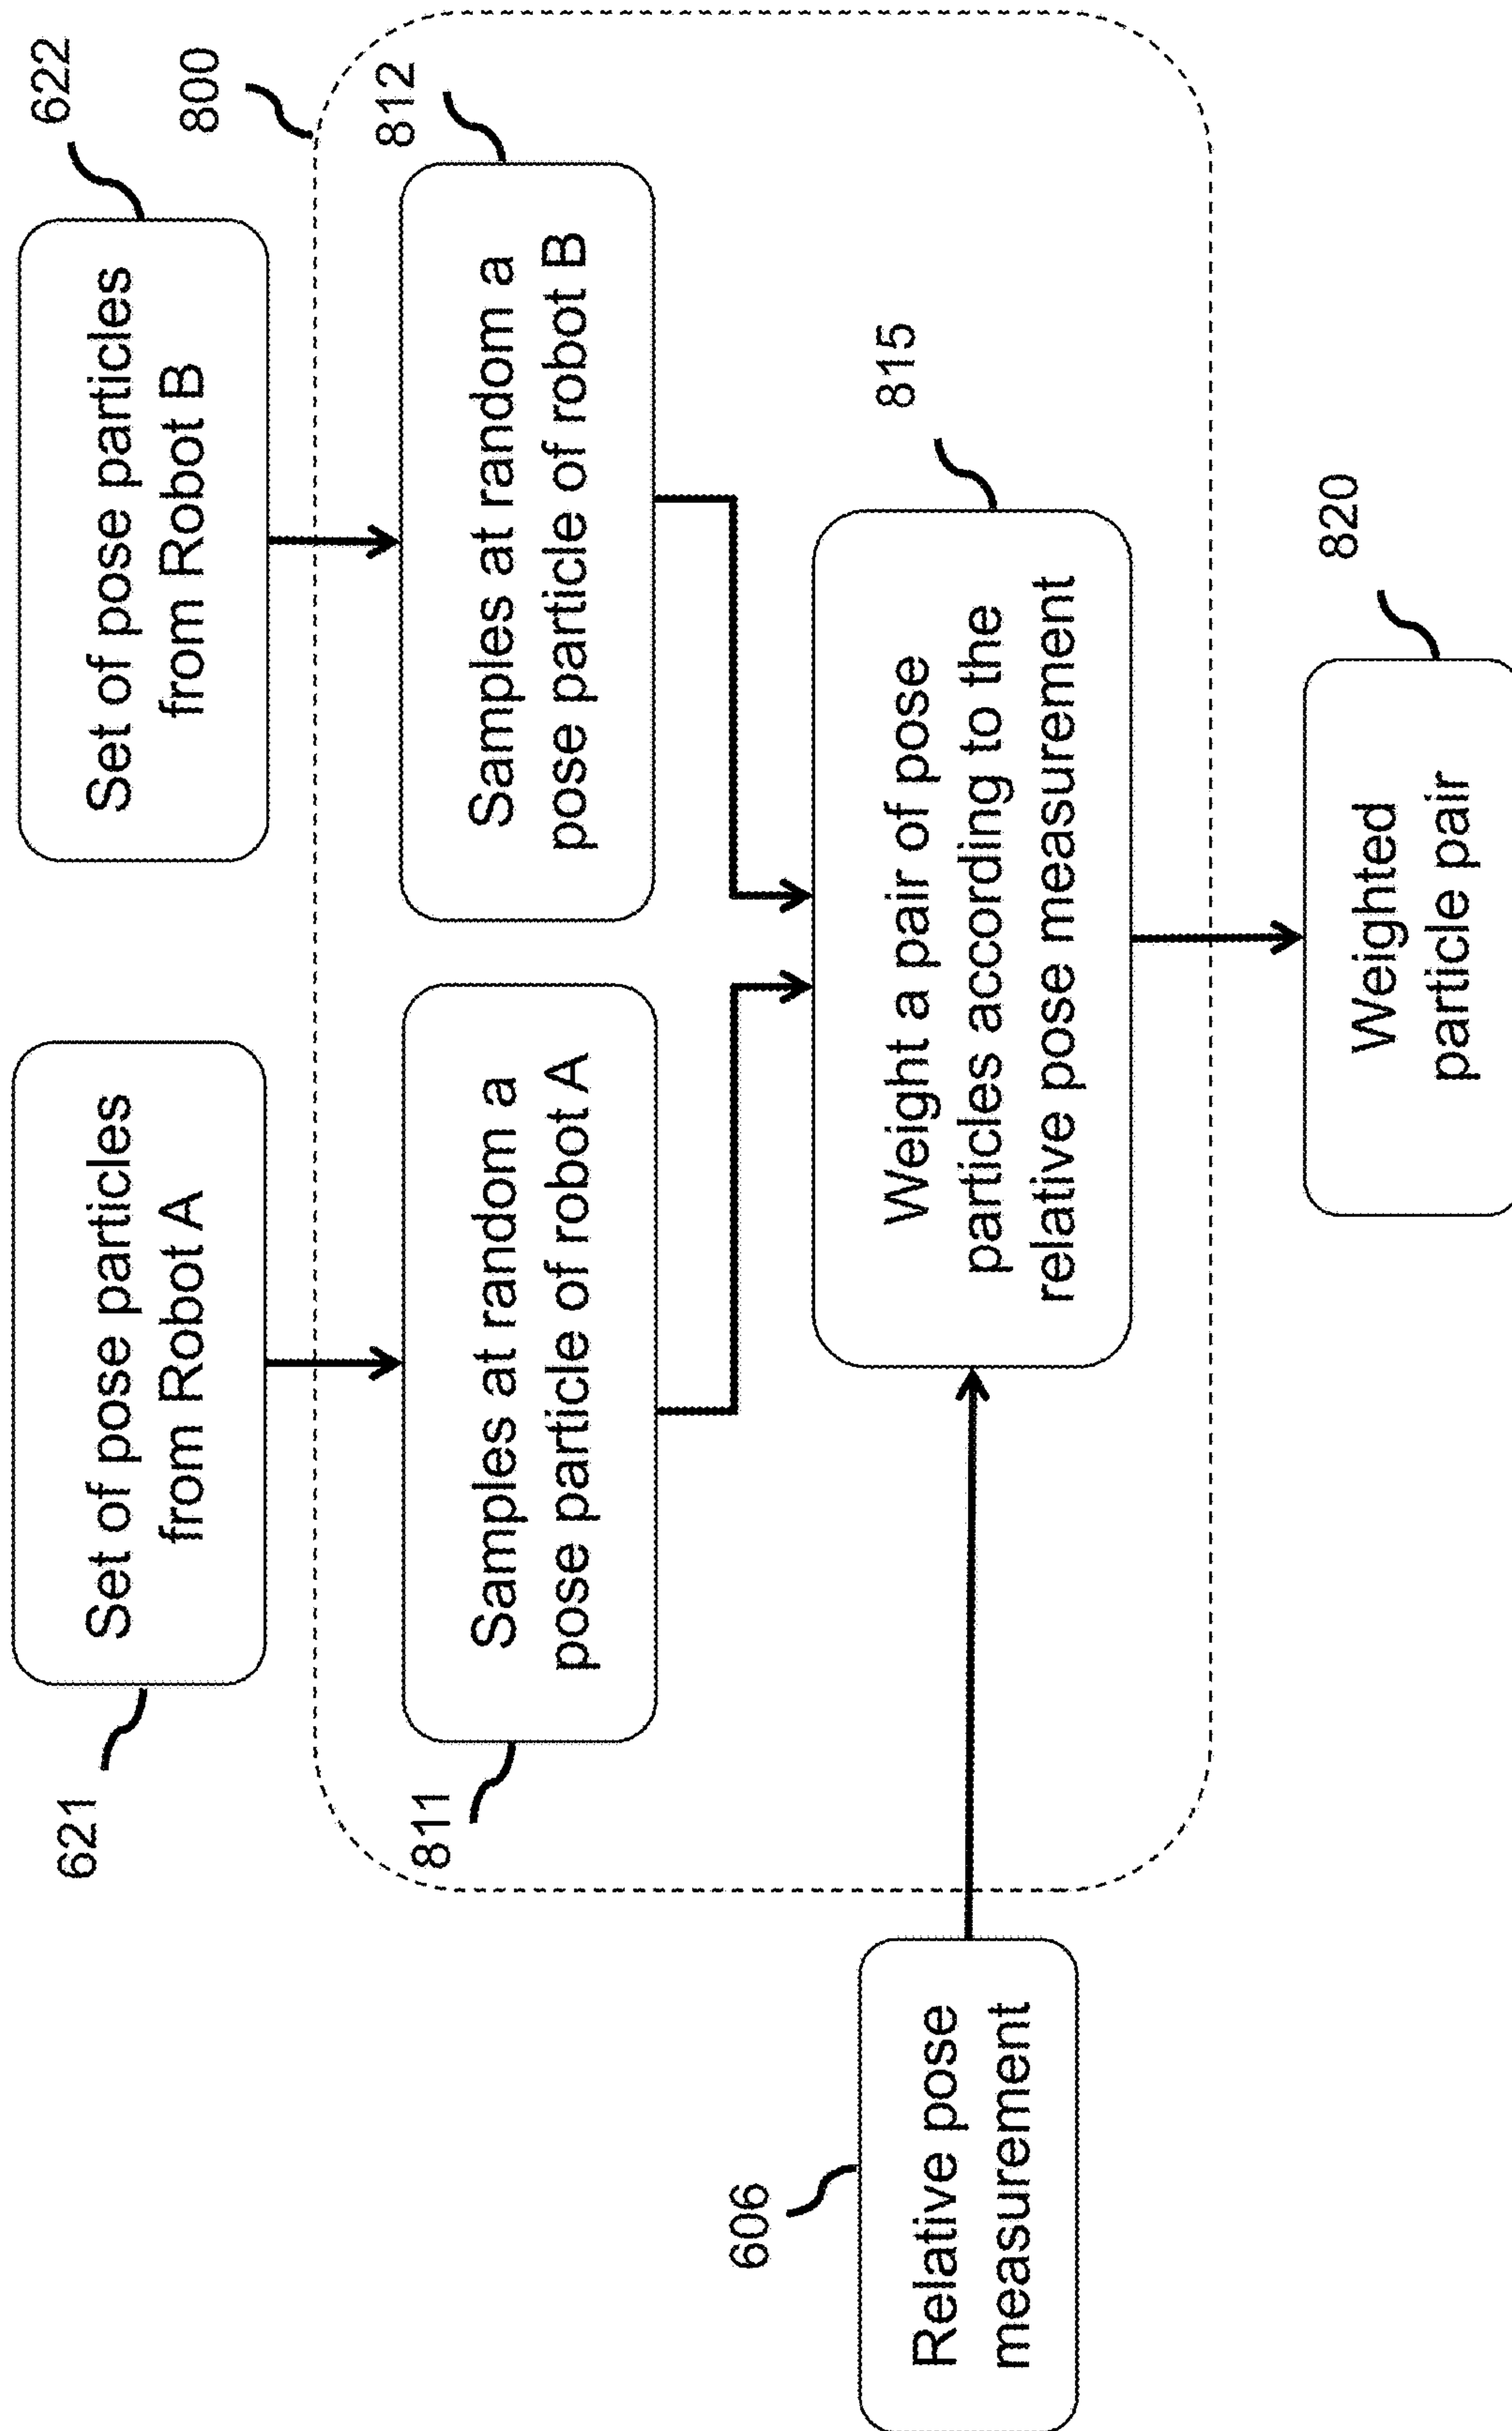 621
Set of pose particles
from Robot A
Set of pose particles
from Robot B
622
800
811
Samples at random a
pose particle of robot A
Samples at random a
pose particle of robot B
812
606
Relative pose
measurement
Weight a pair of pose
particles according to the
relative pose measurement
815
Weighted
particle pair
820